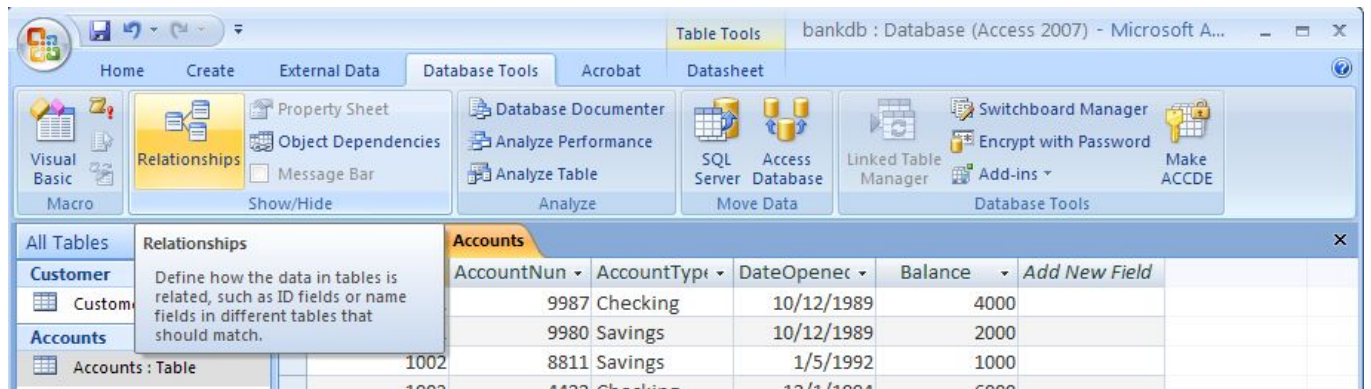 Table Tools bankdb : Database (Access 2007) - Microsoft A...
Home Create External Data Database Tools Acrobat Datasheet
Visual Basic
Macro
Relationships
Property Sheet
Object Dependencies
Message Bar
Show/Hide
Database Documenter
Analyze Performance
Analyze Table
Analyze
SQL Server
Access Database
Move Data
Linked Table Manager
Switchboard Manager
Encrypt with Password
Add-ins
Make ACCDE
Database Tools
All Tables
Customer
Custome
Accounts
Accounts : Table
Relationships
Define how the data in tables is
related, such as ID fields or name
fields in different tables that
should match.
Accounts
AccountNun AccountType DateOpened Balance Add New Field
9987 Checking 10/12/1989 4000
9980 Savings 10/12/1989 2000
1002 8811 Savings 1/5/1992 1000